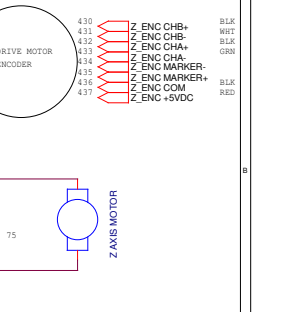 430 Z_ENC CHB+ BLK
431 Z_ENC CHB- WHT
432 Z_ENC CHA+ BLK
433 Z_ENC CHA- GRN
434 Z_ENC MARKER-
435 Z_ENC MARKER+
436 Z_ENC COM BLK
437 Z_ENC +5VDC RED
DRIVE MOTOR
ENCODER
B
75
Z AXIS MOTOR